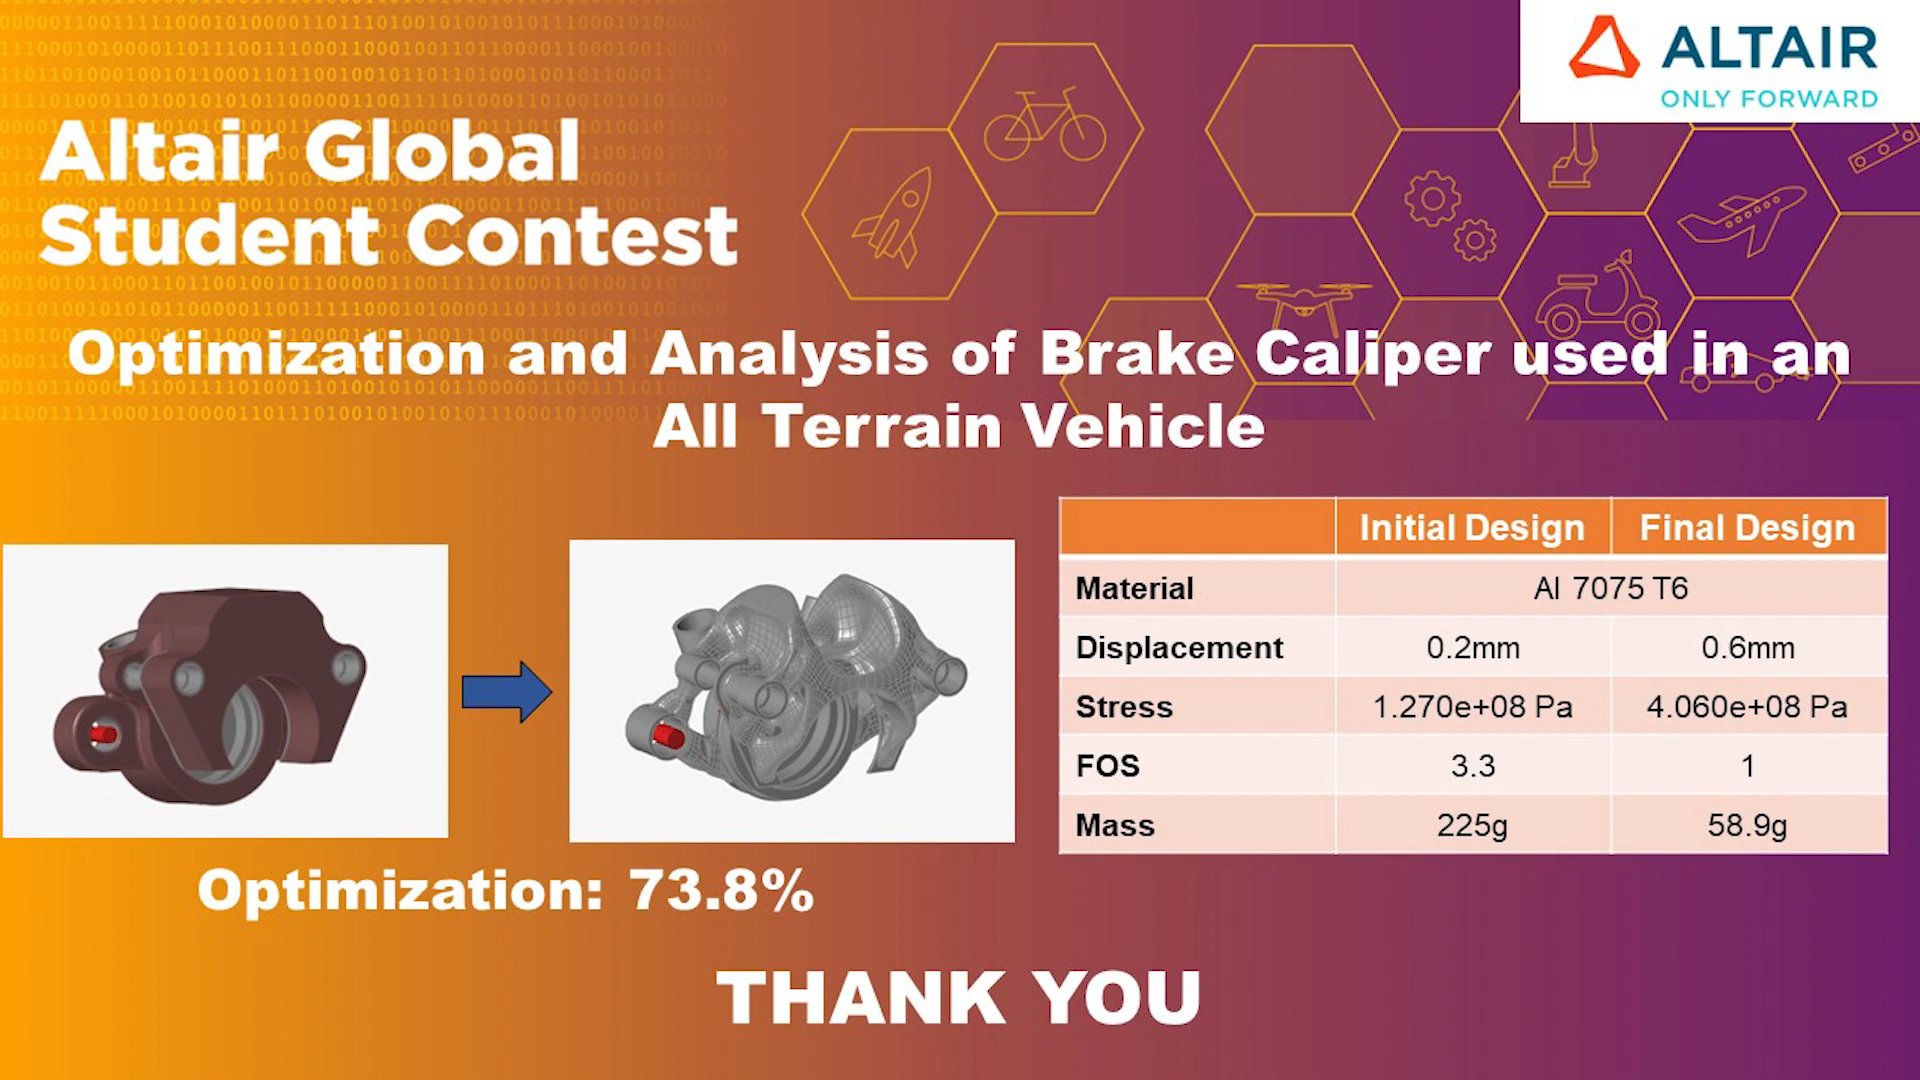 ALTAIR
ONLY FORWARD
Altair Global
Student Contest
Optimization and Analysis of Brake Caliper used in an
All Terrain Vehicle
Initial Design Final Design
Material Al 7075 T6
Displacement 0.2mm 0.6mm
Stress 1.270e+08 Pa 4.060e+08 Pa
FOS 3.3 1
Mass 225g 58.9g
Optimization: 73.8%
THANK YOU